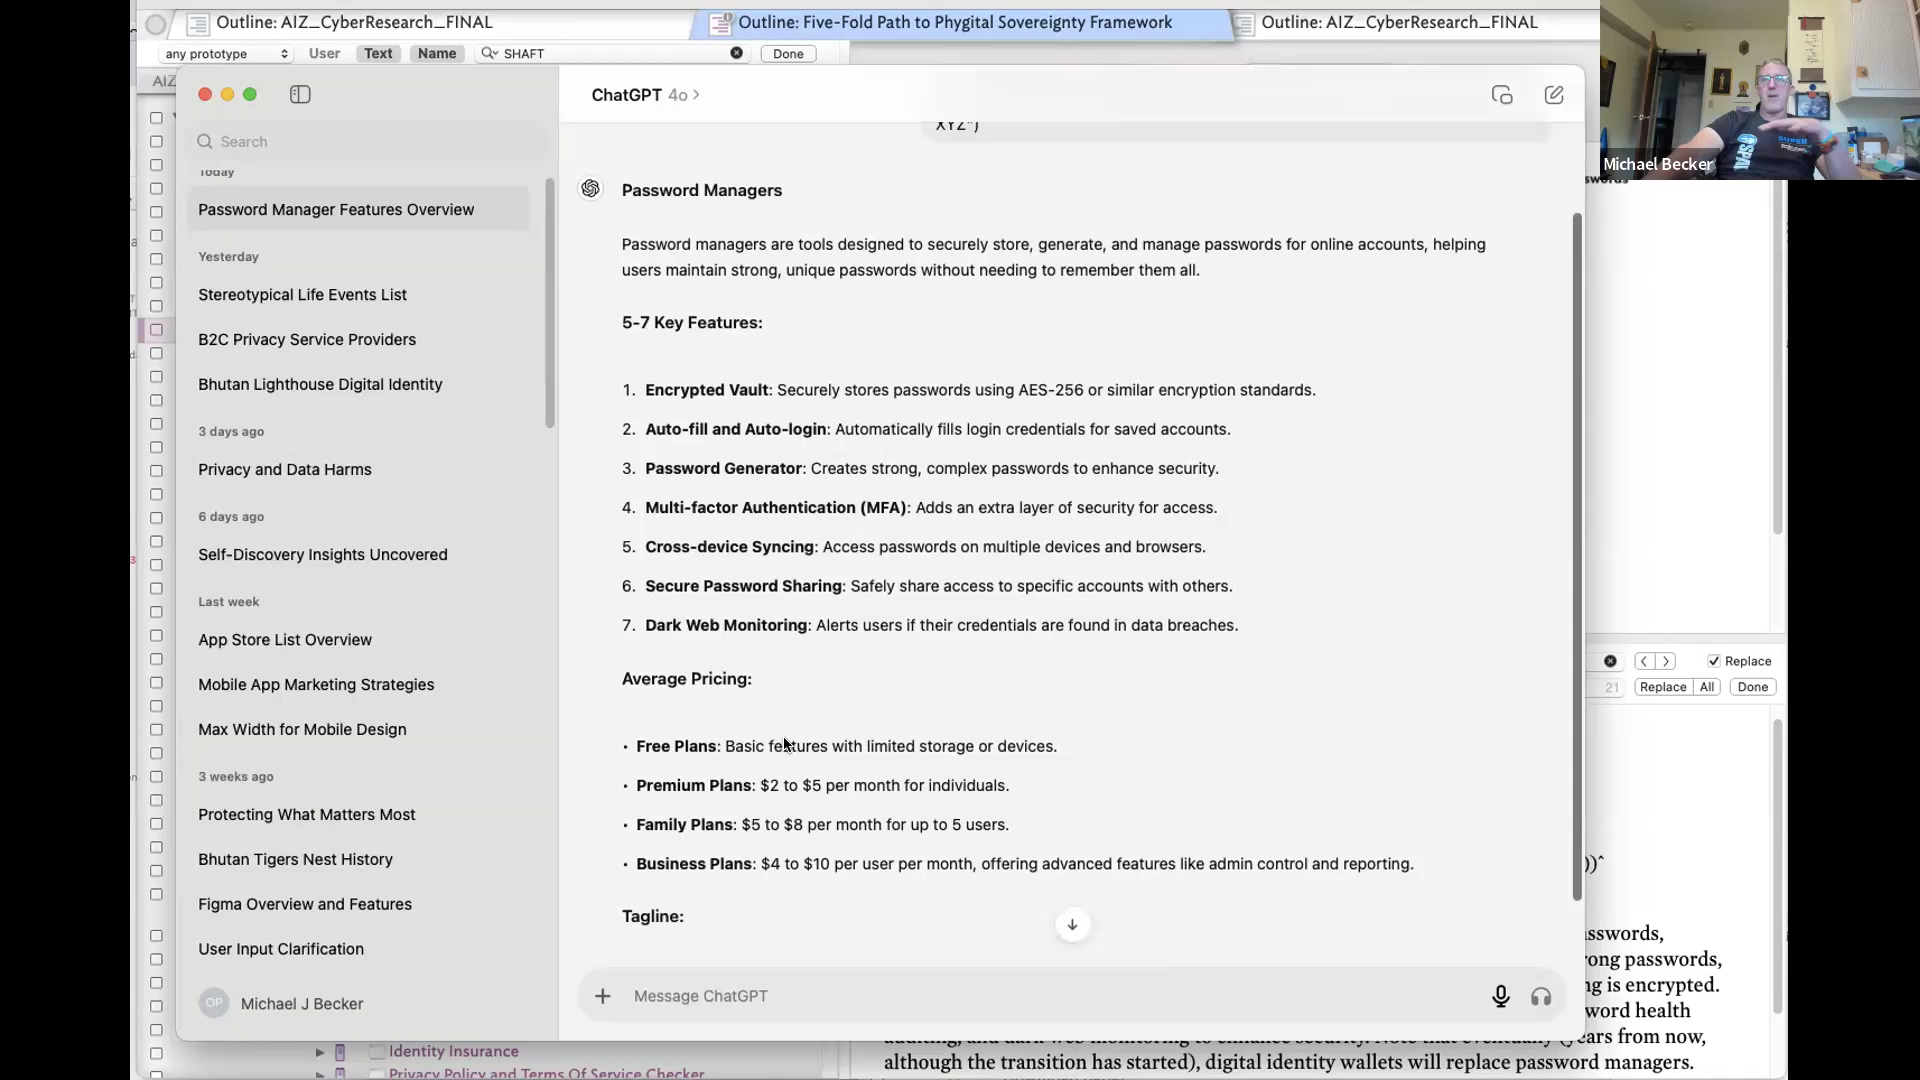 Outline: AIZ_CyberResearch_FINAL
Outline: Five-Fold Path to Phygital Sovereignty Framework
Outline: AIZ_CyberResearch_FINAL
any prototype
User
Text
Name
SHAFT
Done
AIZ
ChatGPT 4o >
Search
Today
Password Manager Features Overview
Yesterday
Stereotypical Life Events List
B2C Privacy Service Providers
Bhutan Lighthouse Digital Identity
3 days ago
Privacy and Data Harms
6 days ago
Self-Discovery Insights Uncovered
Last week
App Store List Overview
Mobile App Marketing Strategies
Max Width for Mobile Design
3 weeks ago
Protecting What Matters Most
Bhutan Tigers Nest History
Figma Overview and Features
User Input Clarification
OP
Michael J Becker
XYZ")
Password Managers
Password managers are tools designed to securely store, generate, and manage passwords for online accounts, helping
users maintain strong, unique passwords without needing to remember them all.
5-7 Key Features:
1. Encrypted Vault: Securely stores passwords using AES-256 or similar encryption standards.
2. Auto-fill and Auto-login: Automatically fills login credentials for saved accounts.
3. Password Generator: Creates strong, complex passwords to enhance security.
4. Multi-factor Authentication (MFA): Adds an extra layer of security for access.
5. Cross-device Syncing: Access passwords on multiple devices and browsers.
6. Secure Password Sharing: Safely share access to specific accounts with others.
7. Dark Web Monitoring: Alerts users if their credentials are found in data breaches.
Average Pricing:
• Free Plans: Basic features with limited storage or devices.
• Premium Plans: $2 to $5 per month for individuals.
• Family Plans: $5 to $8 per month for up to 5 users.
• Business Plans: $4 to $10 per user per month, offering advanced features like admin control and reporting.
Tagline:
Message ChatGPT
Michael Becker
SUPER
Replace
21
Replace
All
Done
))^
sswords,
ong passwords,
ng is encrypted.
word health
years from now,
although the transition has started), digital identity wallets will replace password managers.
Identity Insurance
Privacy Policy and Terms Of Service Checker